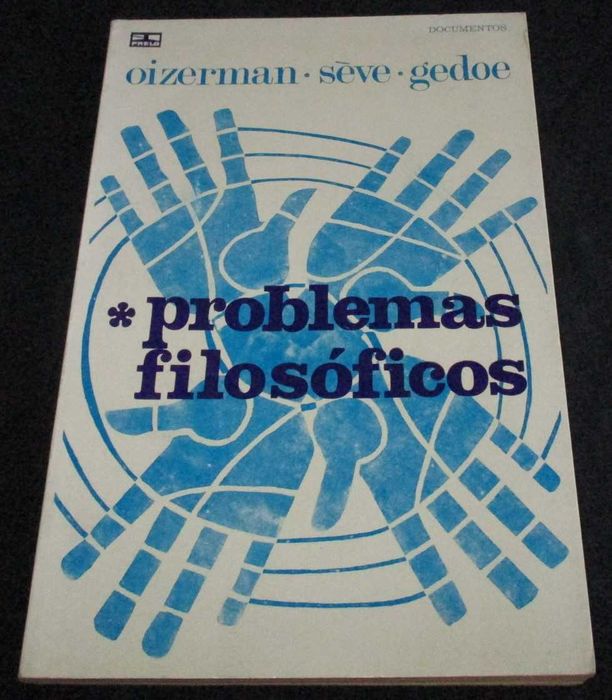 PRELO
DOCUMENTOS
oizerman · sève · gedoe
* problemas
filosóficos